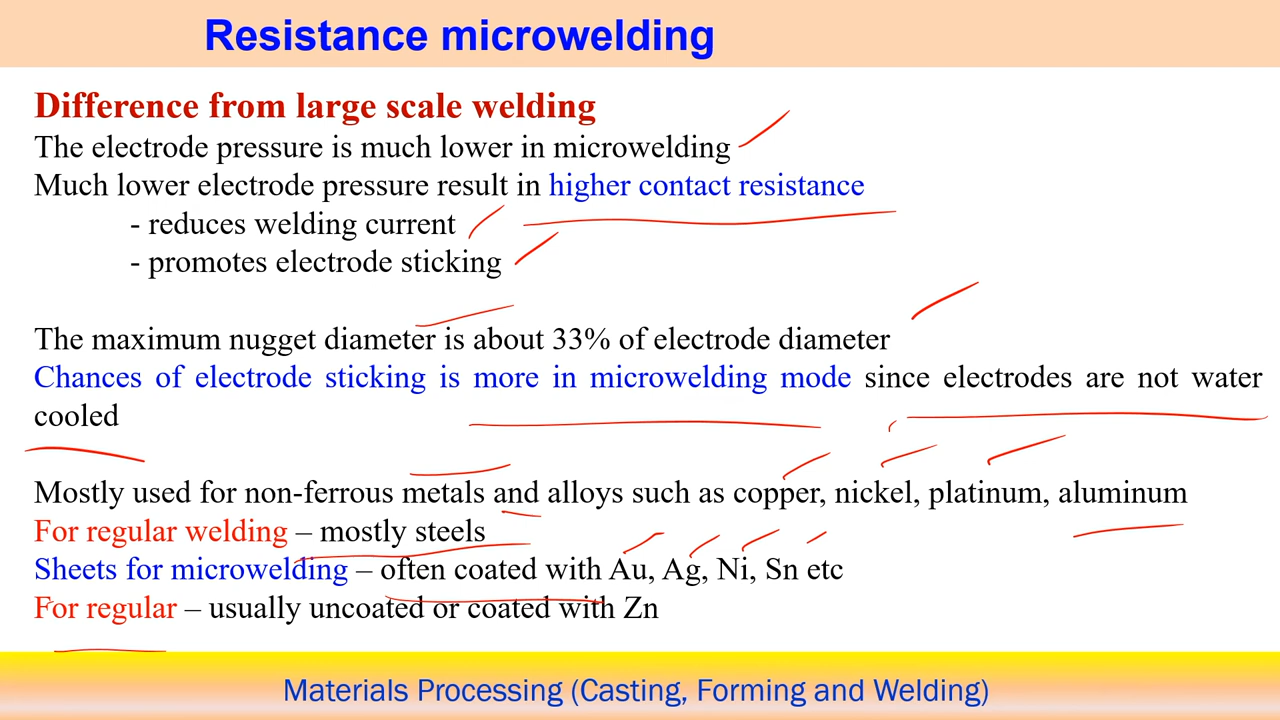 Resistance microwelding
Difference from large scale welding
The electrode pressure is much lower in microwelding
Much lower electrode pressure result in higher contact resistance
- reduces welding current
- promotes electrode sticking
The maximum nugget diameter is about 33% of electrode diameter
Chances of electrode sticking is more in microwelding mode since electrodes are not water
cooled
Mostly used for non-ferrous metals and alloys such as copper, nickel, platinum, aluminum
For regular welding – mostly steels
Sheets for microwelding – often coated with Au, Ag, Ni, Sn etc
For regular – usually uncoated or coated with Zn
Materials Processing (Casting, Forming and Welding)